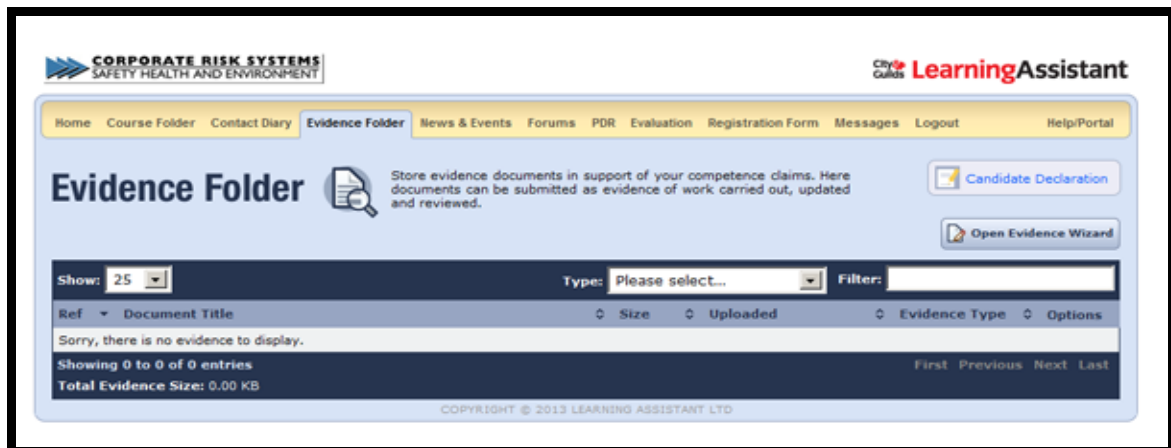 CORPORATE RISK SYSTEMS
SAFETY HEALTH AND ENVIRONMENT
City & Guilds LearningAssistant
Home Course Folder Contact Diary Evidence Folder News & Events Forums PDR Evaluation Registration Form Messages Logout Help/Portal
Evidence Folder
Store evidence documents in support of your competence claims. Here
documents can be submitted as evidence of work carried out, updated
and reviewed.
Candidate Declaration
Open Evidence Wizard
Show: 25 Type: Please select... Filter:
Ref Document Title Size Uploaded Evidence Type Options
Sorry, there is no evidence to display.
Showing 0 to 0 of 0 entries First Previous Next Last
Total Evidence Size: 0.00 KB
COPYRIGHT © 2013 LEARNING ASSISTANT LTD